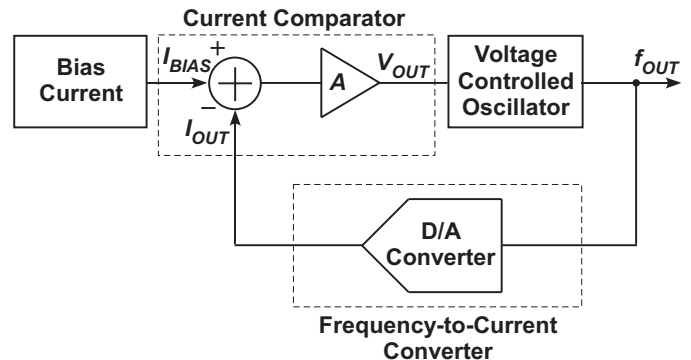 Current Comparator
Bias
Current
I_BIAS
+
−
I_OUT
A
V_OUT
Voltage
Controlled
Oscillator
f_OUT
D/A
Converter
Frequency-to-Current
Converter